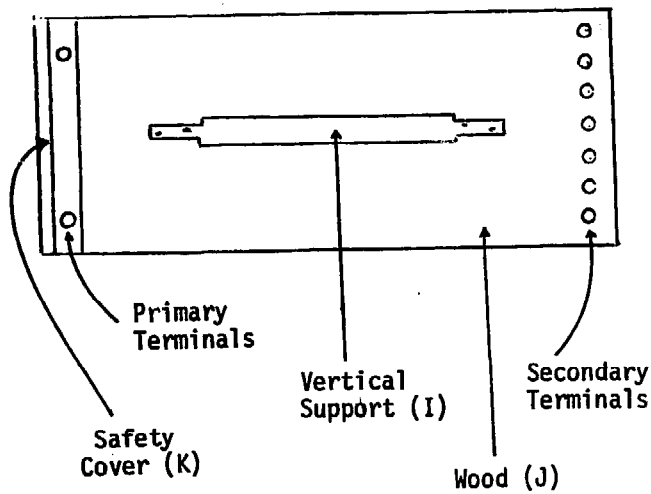 Primary
Terminals
Vertical
Support (I)
Secondary
Terminals
Safety
Cover (K)
Wood (J)